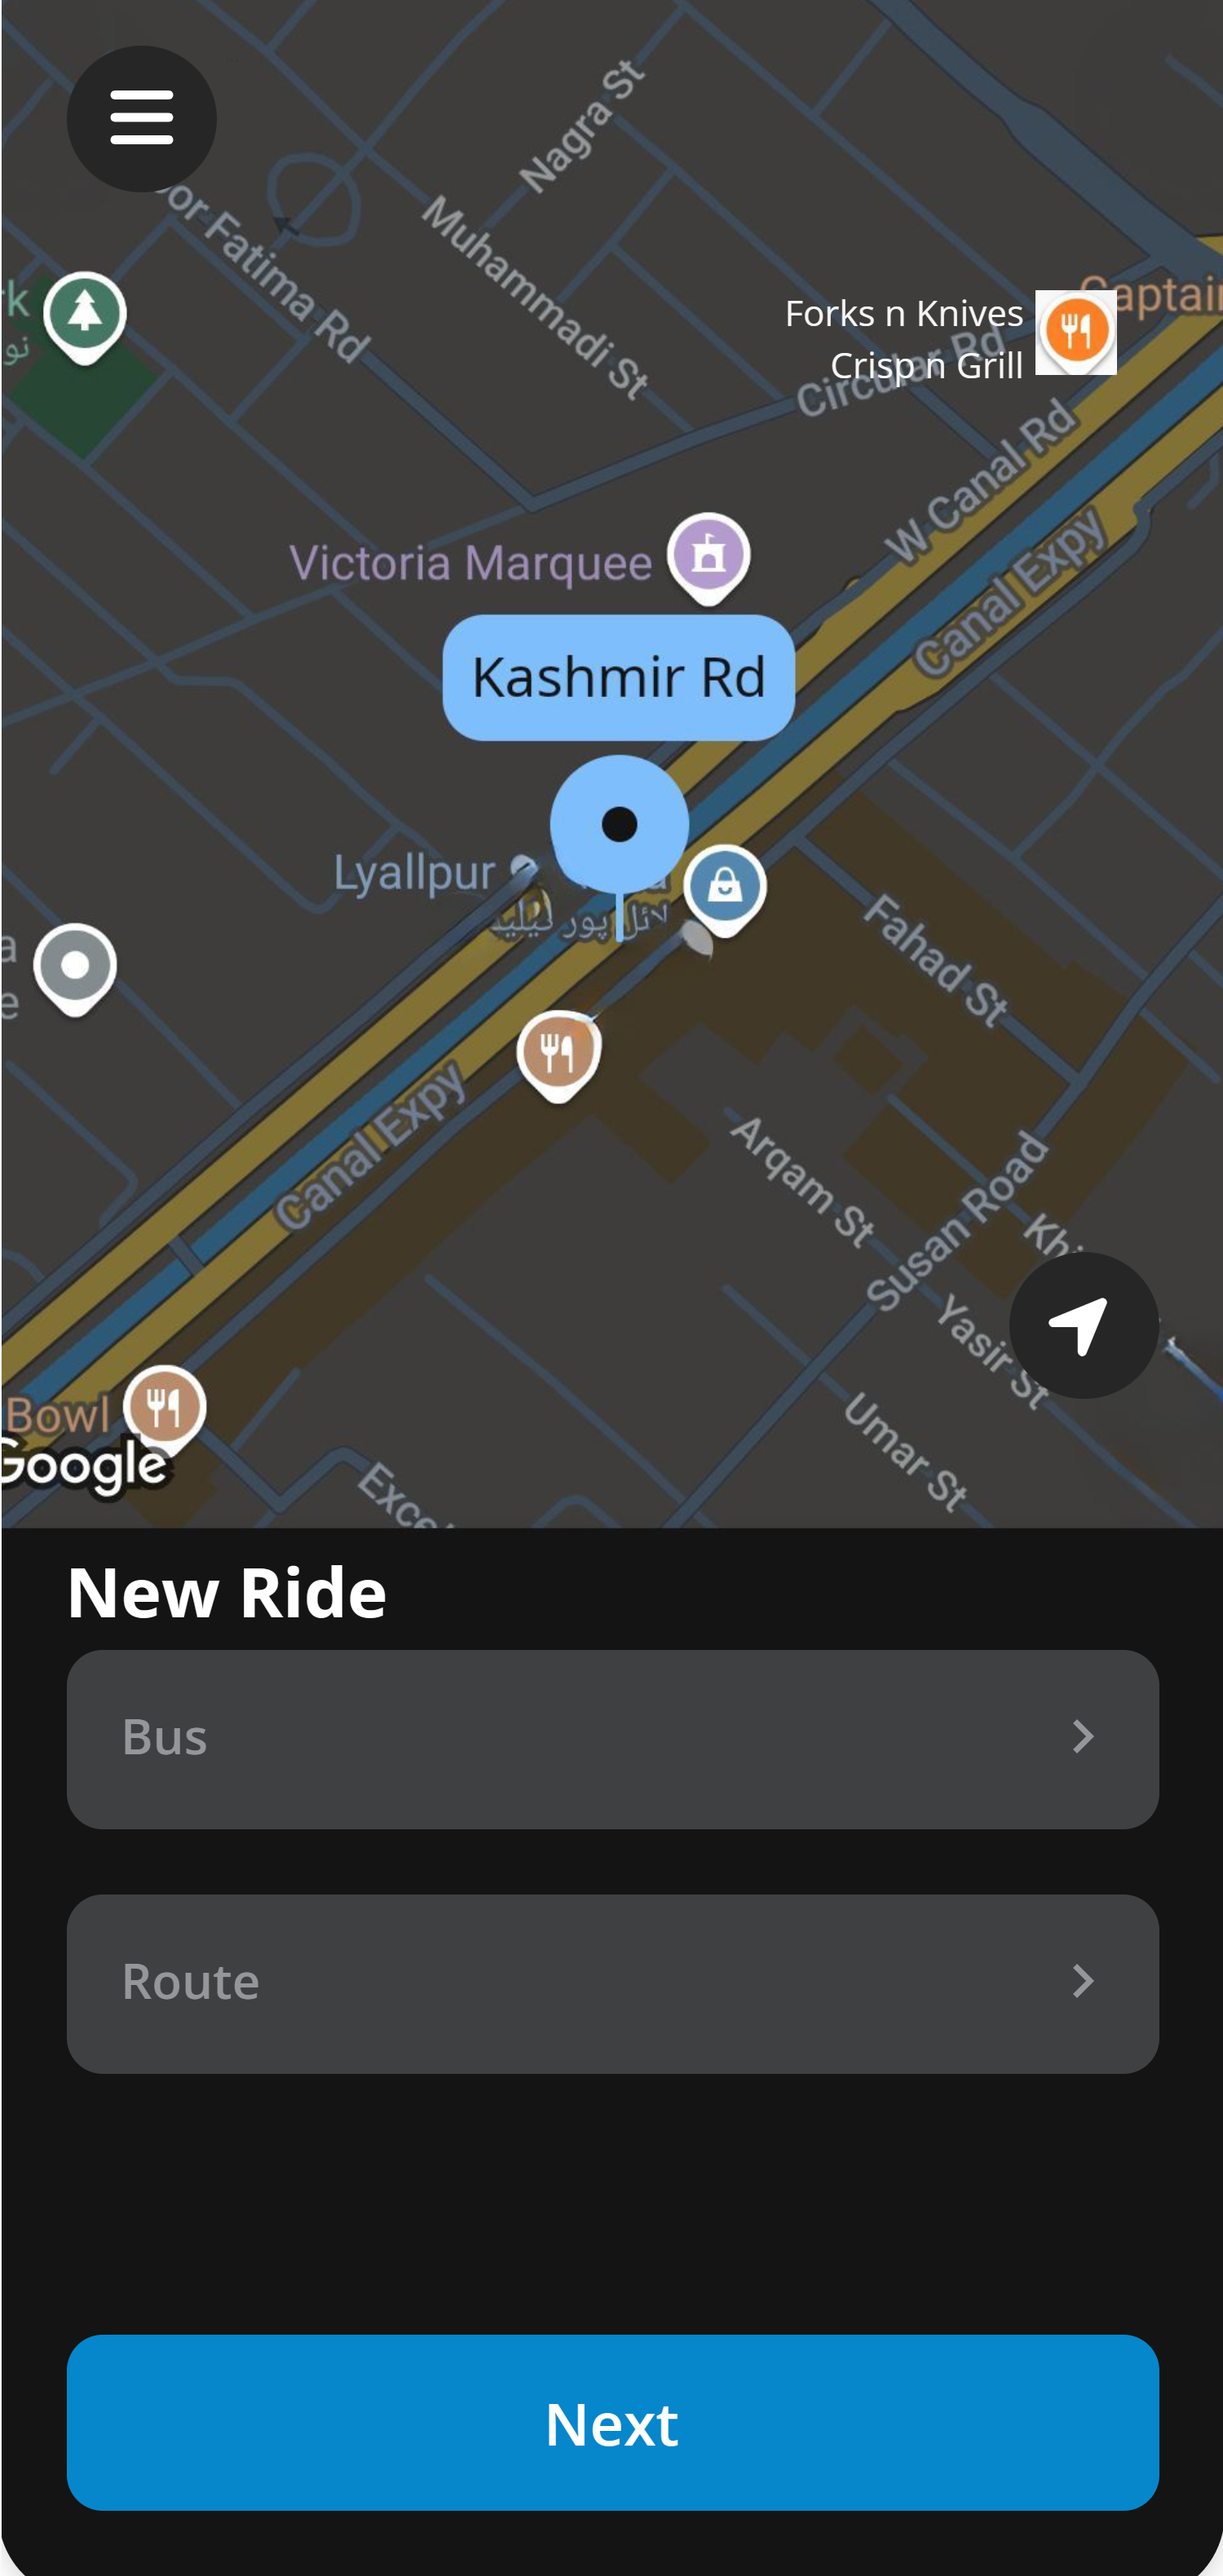 Nagra St
Fatima Rd
Muhammadi St
نو
Forks n Knives
Crisp n Grill
Circular Rd
W Canal Rd
Canal Expy
Victoria Marquee
Kashmir Rd
Lyallpur
لائل پور
Fahad St
Canal Expy
Arqam St
Susan Road
Yasir St
Umar St
Bowl
Google
New Ride
Bus
Route
Next